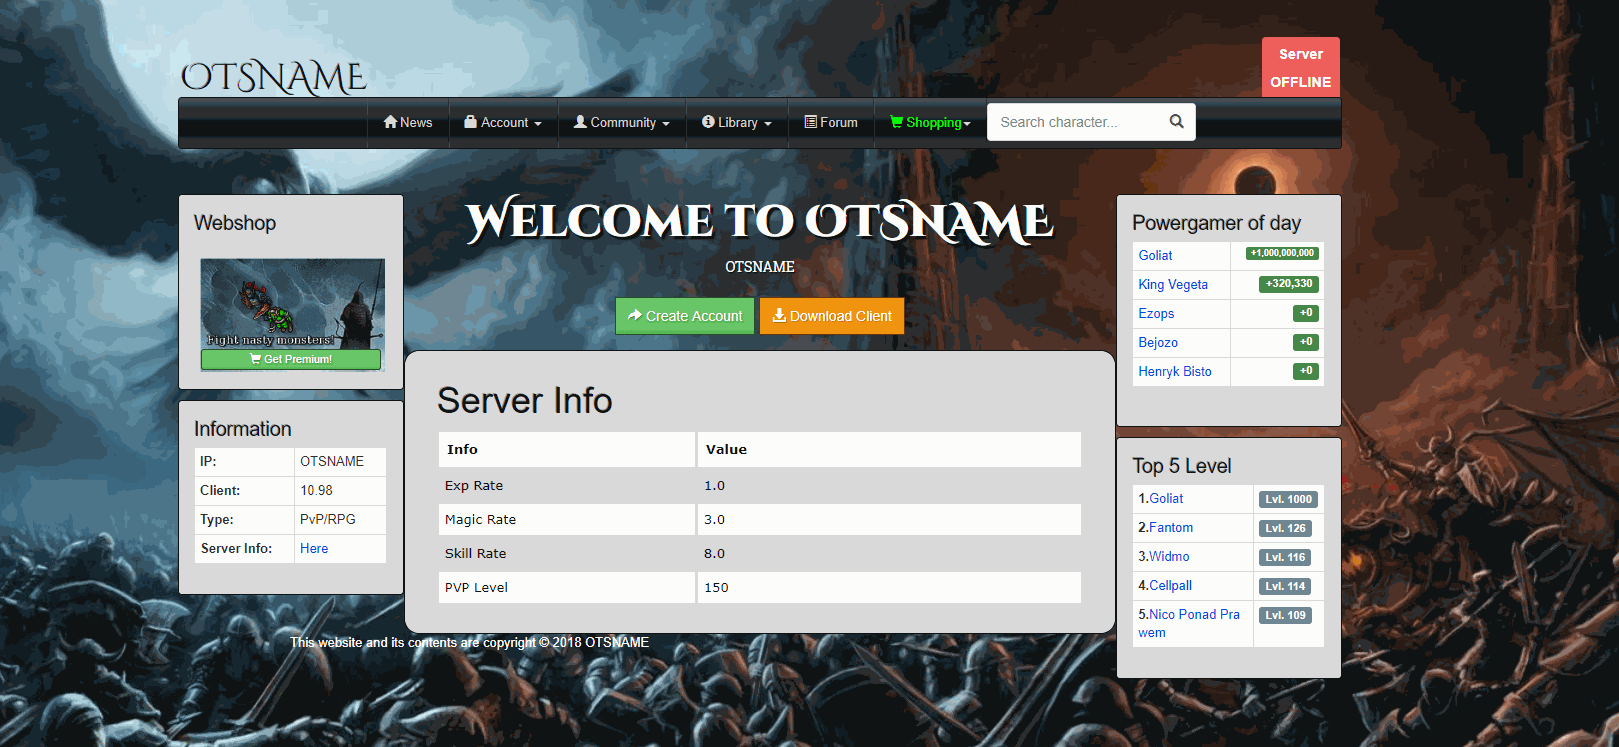 OTSNAME
Server
OFFLINE
News Account Community Library Forum Shopping Search character...
Webshop
Fight nasty monsters!
Get Premium!
Information
IP: OTSNAME
Client: 10.98
Type: PvP/RPG
Server Info: Here
Welcome to OTSNAME
OTSNAME
Create Account Download Client
Server Info
Info Value
Exp Rate 1.0
Magic Rate 3.0
Skill Rate 8.0
PVP Level 150
This website and its contents are copyright © 2018 OTSNAME
Powergamer of day
Goliat +1,000,000,000
King Vegeta +320,330
Ezops +0
Bejozo +0
Henryk Bisto +0
Top 5 Level
1.Goliat Lvl. 1000
2.Fantom Lvl. 126
3.Widmo Lvl. 116
4.Cellpall Lvl. 114
5.Nico Ponad Pra Lvl. 109
wem